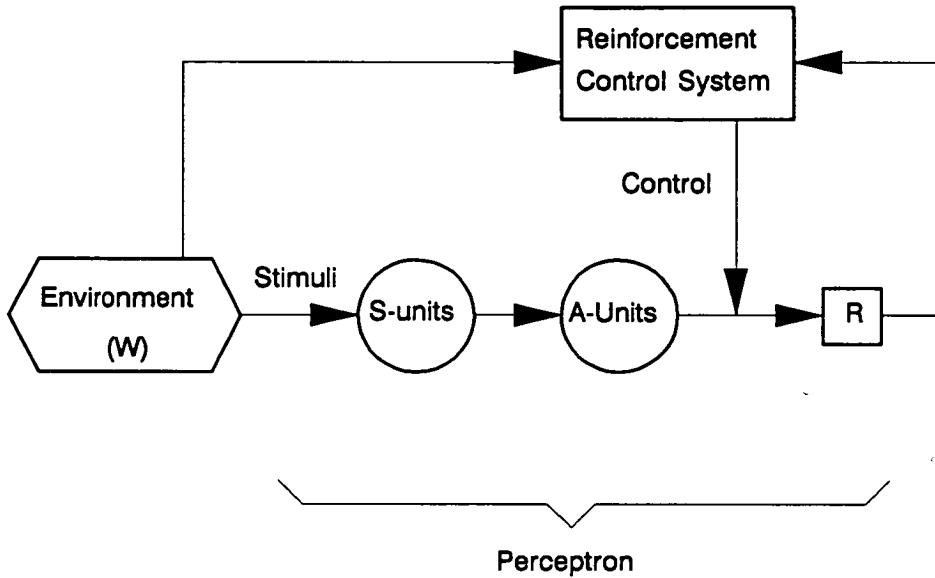 Reinforcement
Control System
Control
Stimuli
Environment
(W)
S-units
A-Units
R
Perceptron